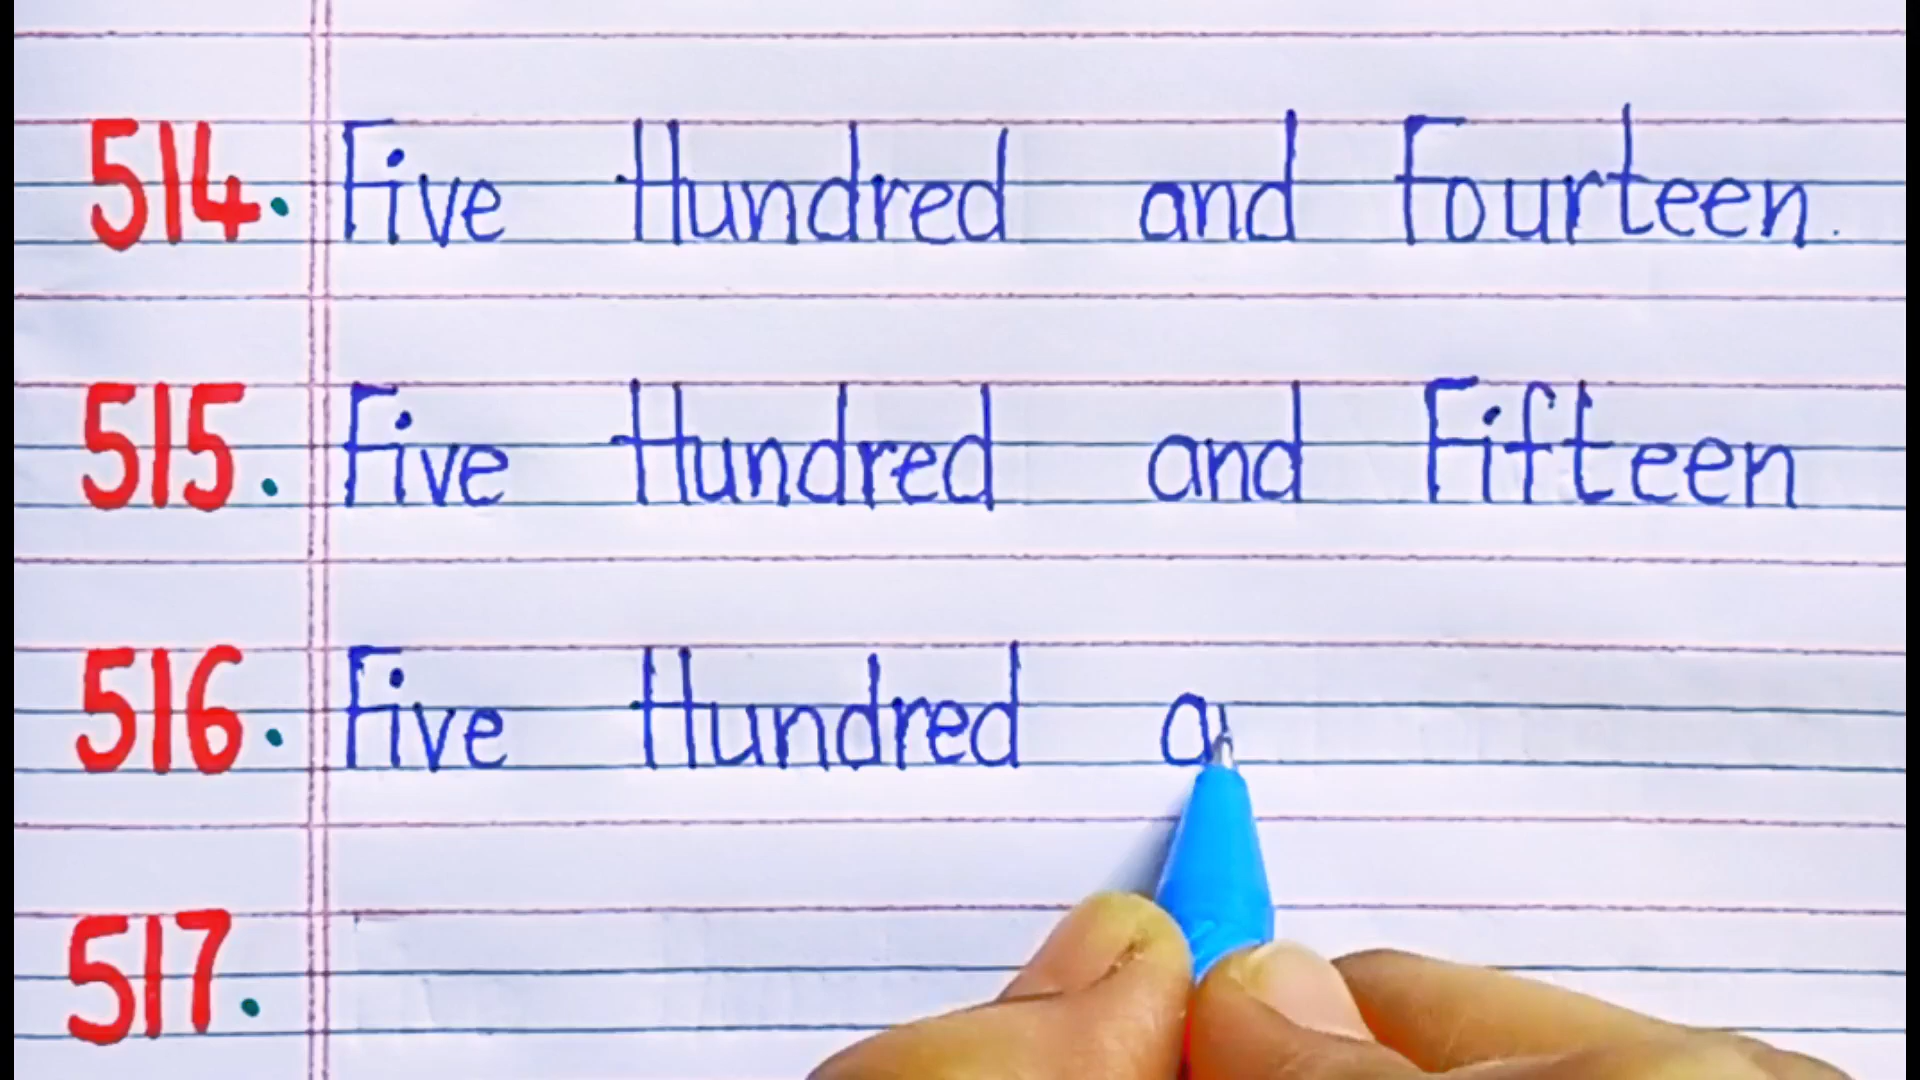 514. Five Hundred and Fourteen.
515. Five Hundred and Fifteen
516. Five Hundred a
517.